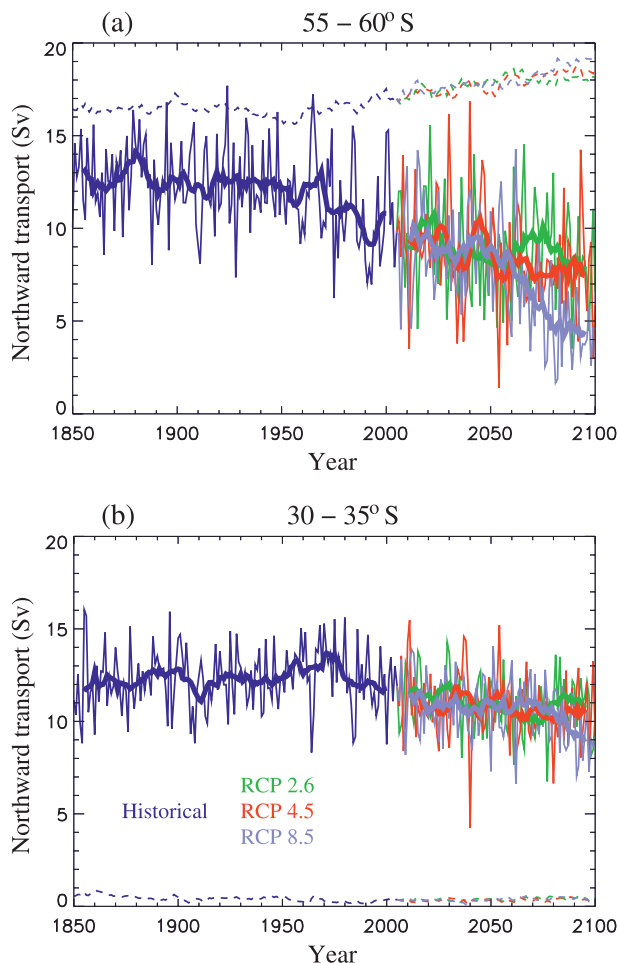 (a) 55 – 60° S
20
15
10
5
0
Northward transport (Sv)
1850 1900 1950 2000 2050 2100
Year
(b) 30 – 35° S
20
15
10
5
0
Northward transport (Sv)
RCP 2.6
Historical RCP 4.5
RCP 8.5
1850 1900 1950 2000 2050 2100
Year